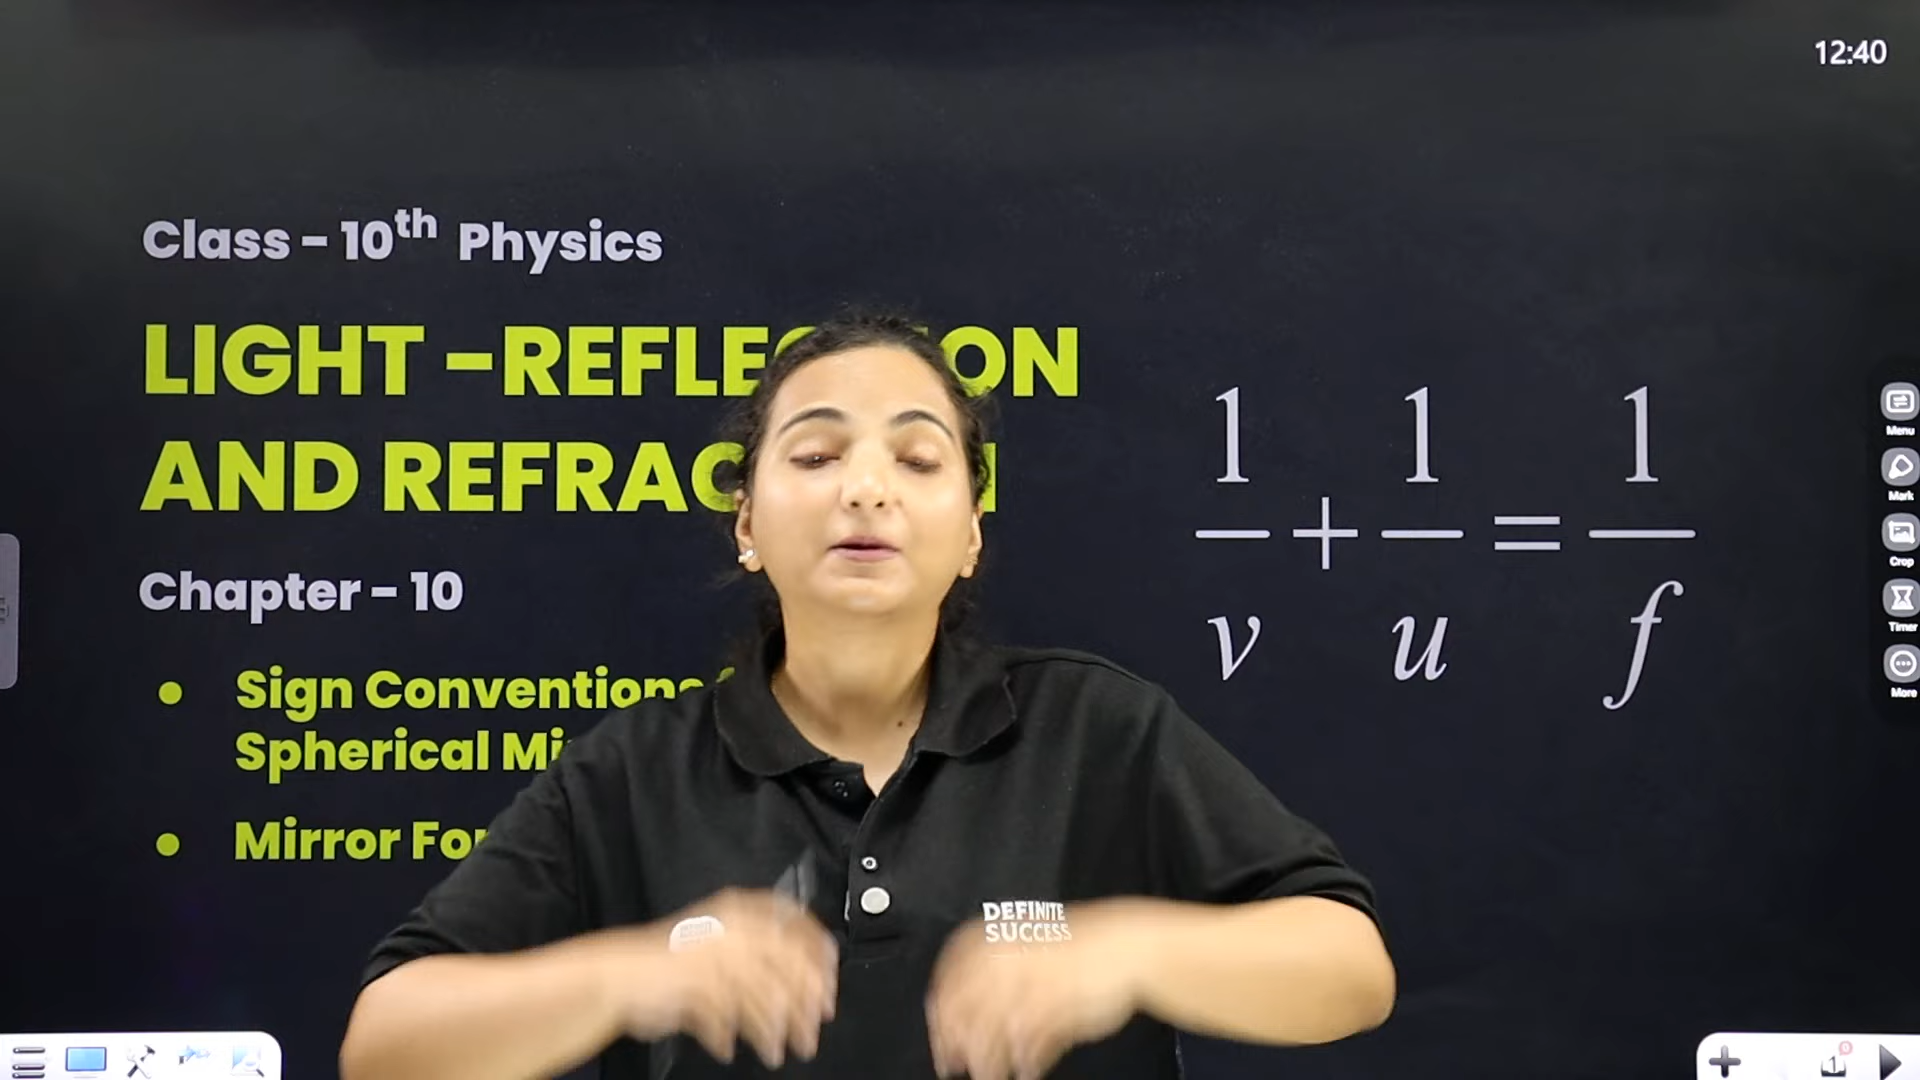 12:40
Class - 10th Physics
LIGHT -REFLE ON
AND REFRAC
Chapter - 10
• Sign Conventions
Spherical Mi
• Mirror Fo
1/v + 1/u = 1/f
Menu
Mark
Crop
Timer
More
DEFINITE
SUCCESS